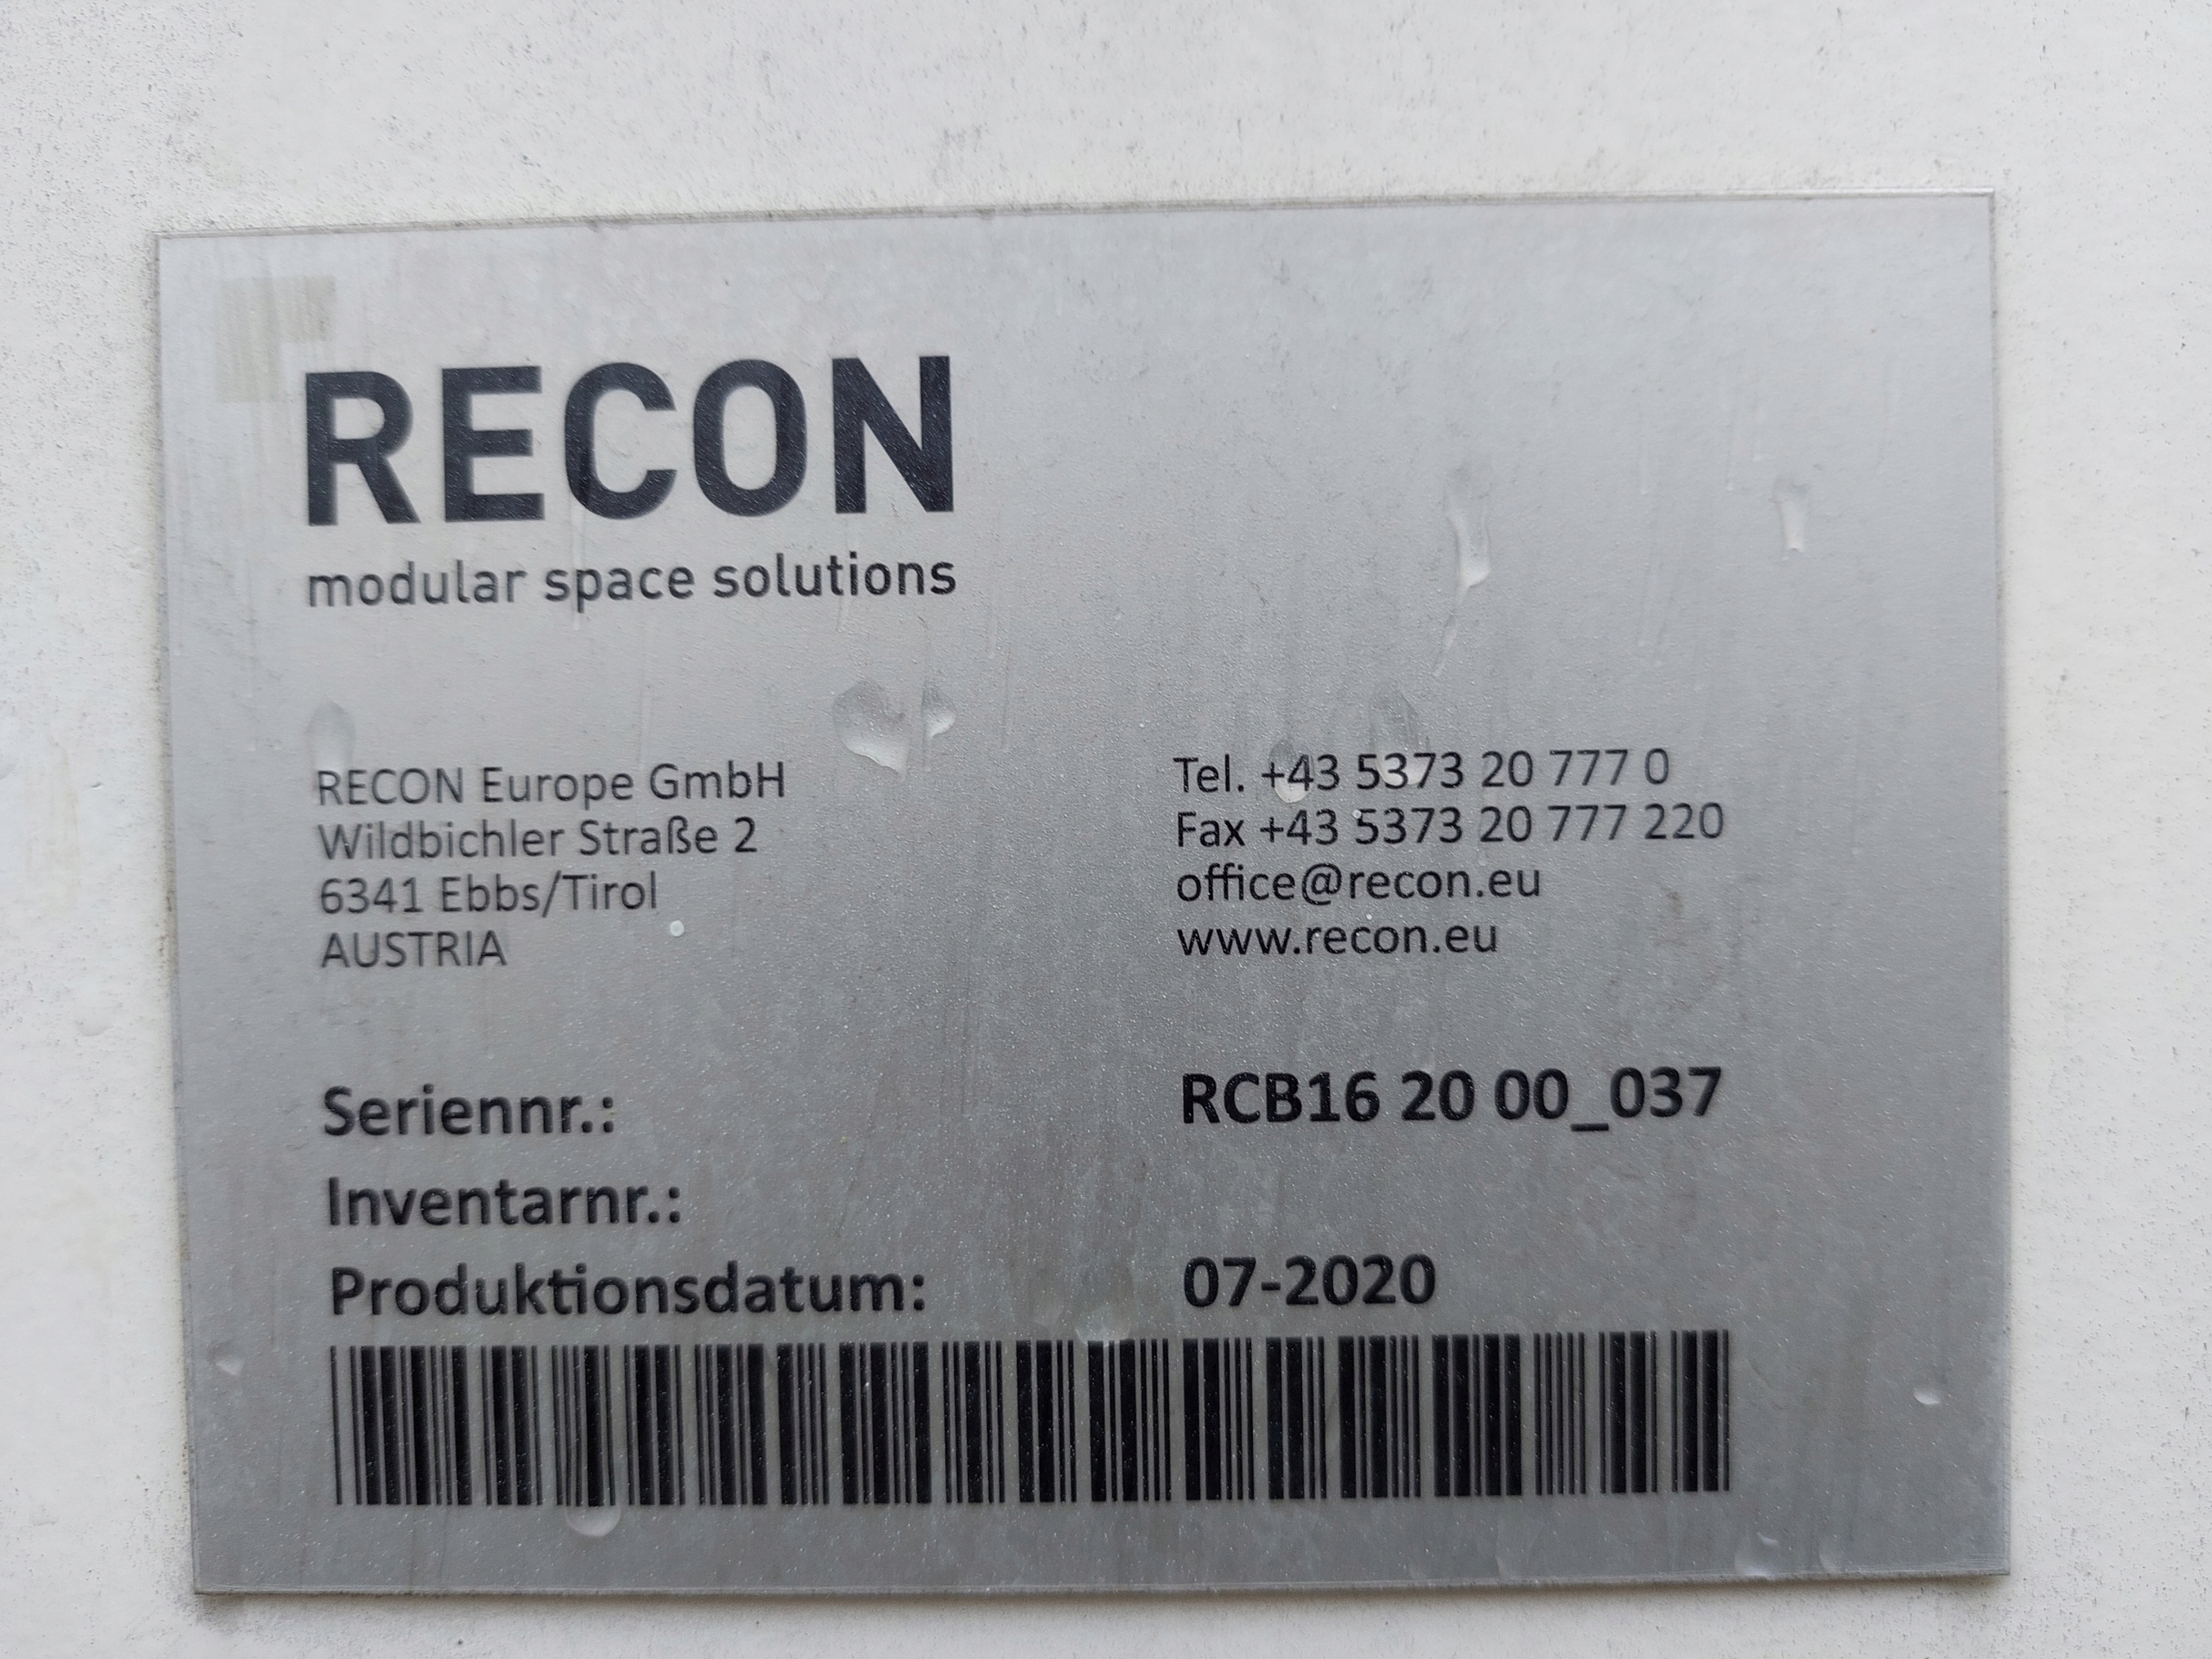 RECON
modular space solutions
RECON Europe GmbH
Wildbichler Straße 2
6341 Ebbs/Tirol
AUSTRIA
Tel. +43 5373 20 777 0
Fax +43 5373 20 777 220
office@recon.eu
www.recon.eu
Seriennr.: RCB16 20 00_037
Inventarnr.:
Produktionsdatum: 07-2020